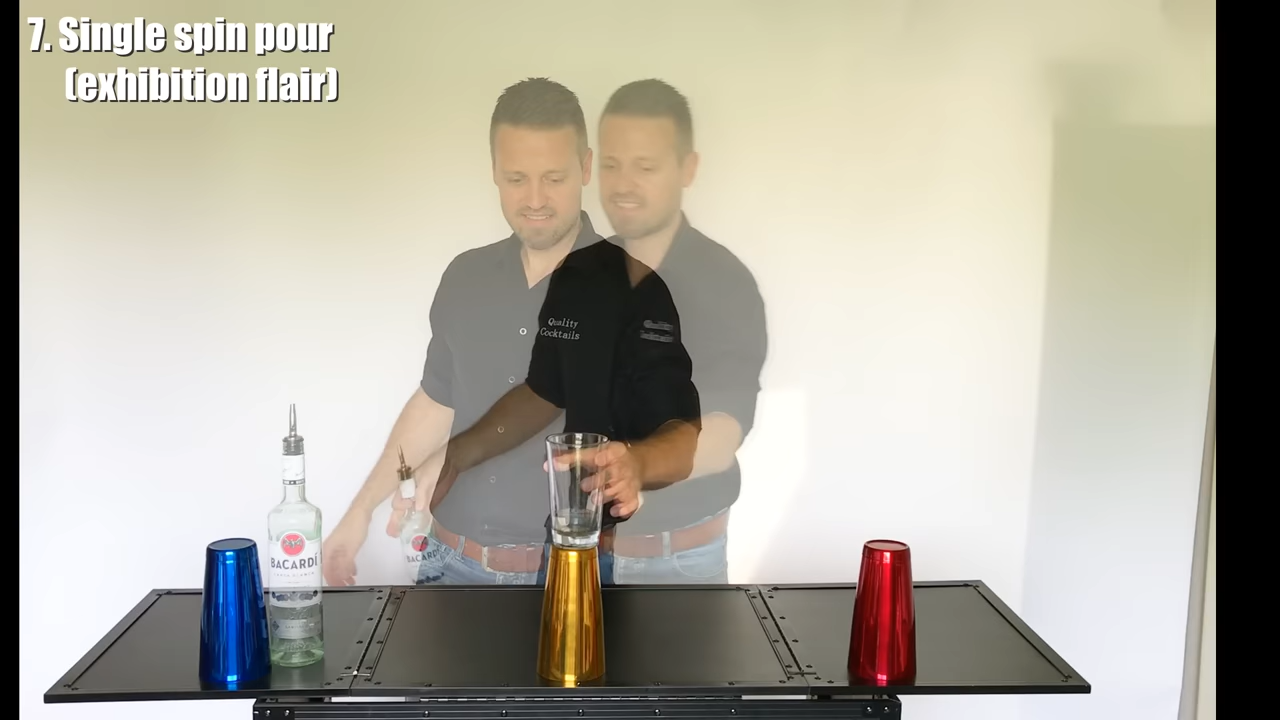 7. Single spin pour
(exhibition flair)
Quality
Cocktails
BACARDÍ
BACARDÍ